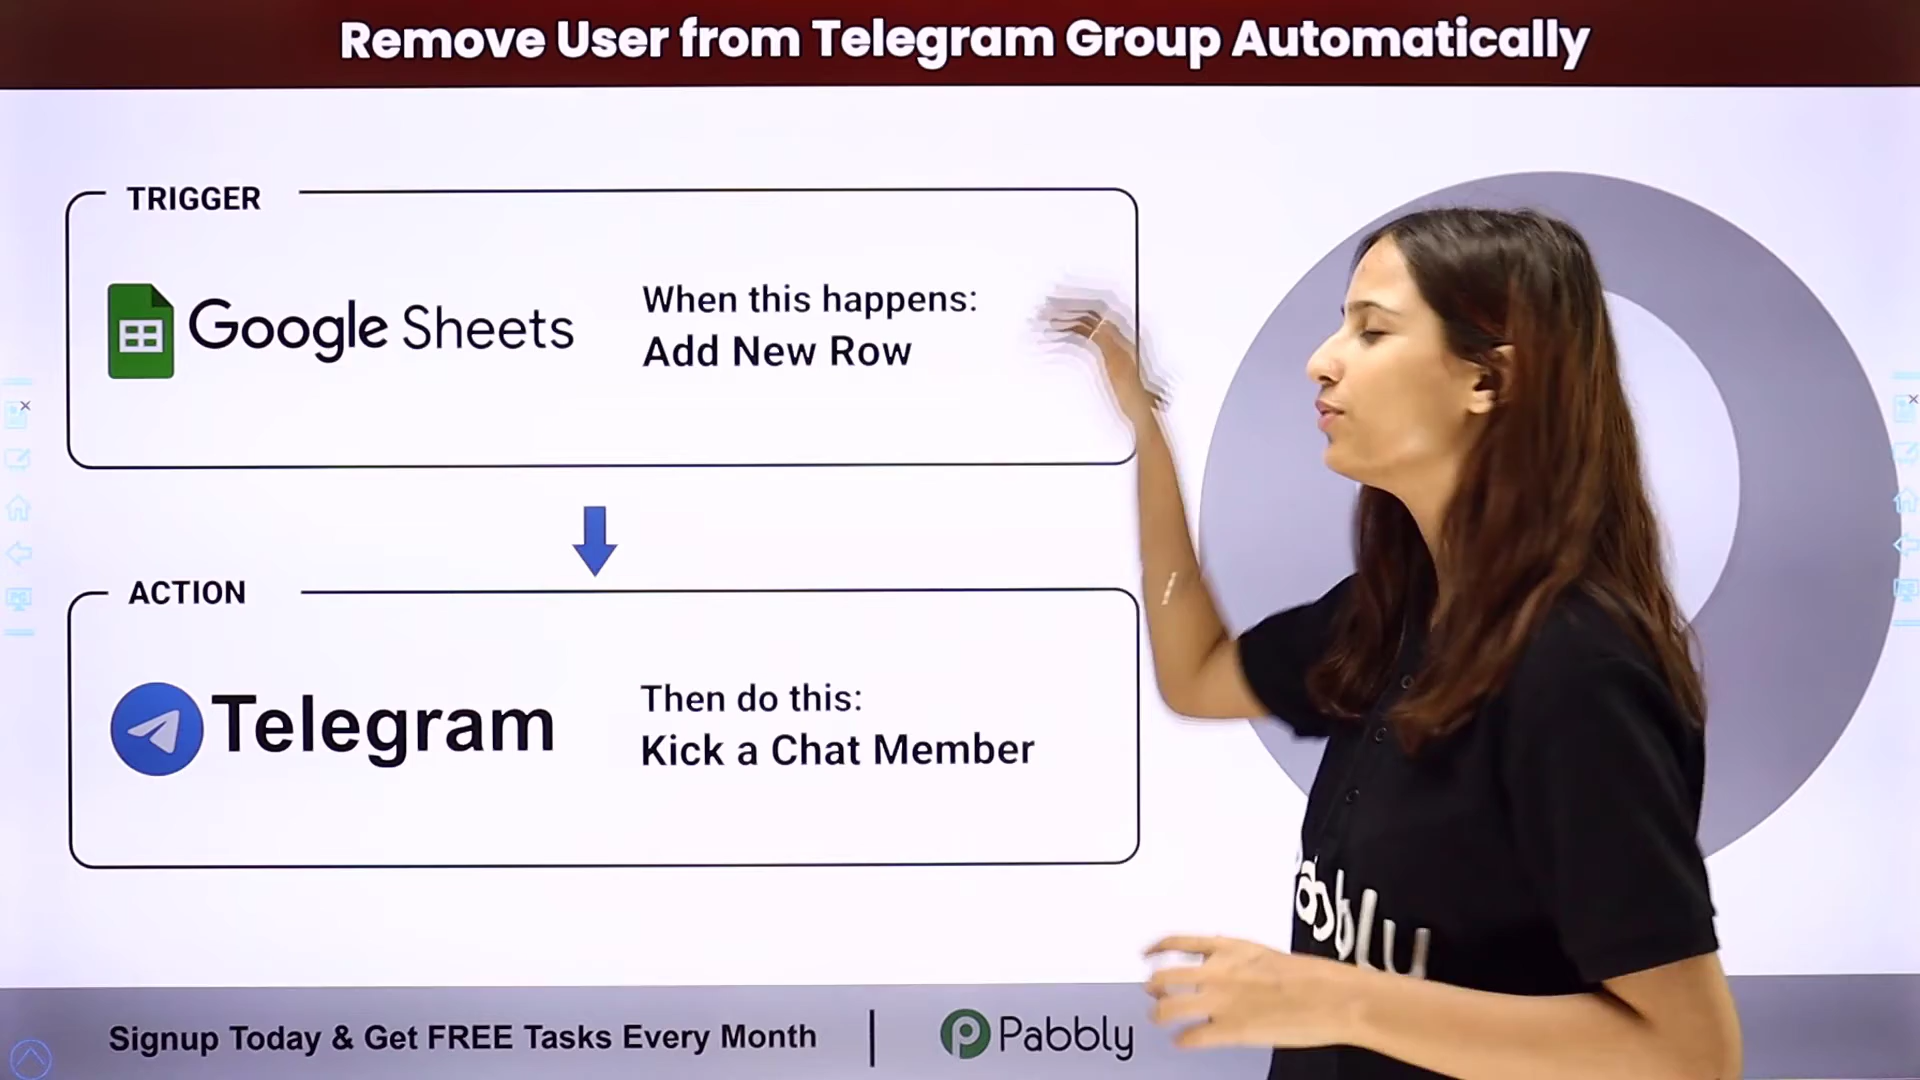 Remove User from Telegram Group Automatically
TRIGGER
Google Sheets
When this happens:
Add New Row
ACTION
Telegram
Then do this:
Kick a Chat Member
Signup Today & Get FREE Tasks Every Month
Pabbly
Pabbly